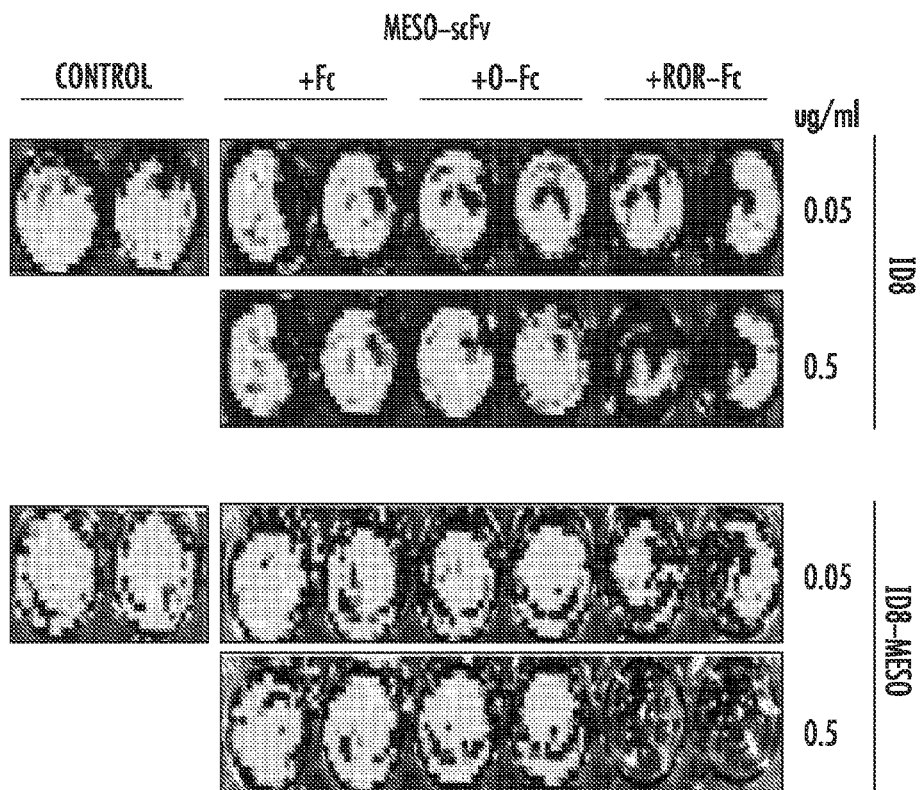 MESO-scFv
CONTROL +Fc +O-Fc +ROR-Fc
ug/ml
0.05
0.5
ID8
0.05
0.5
ID8-MESO